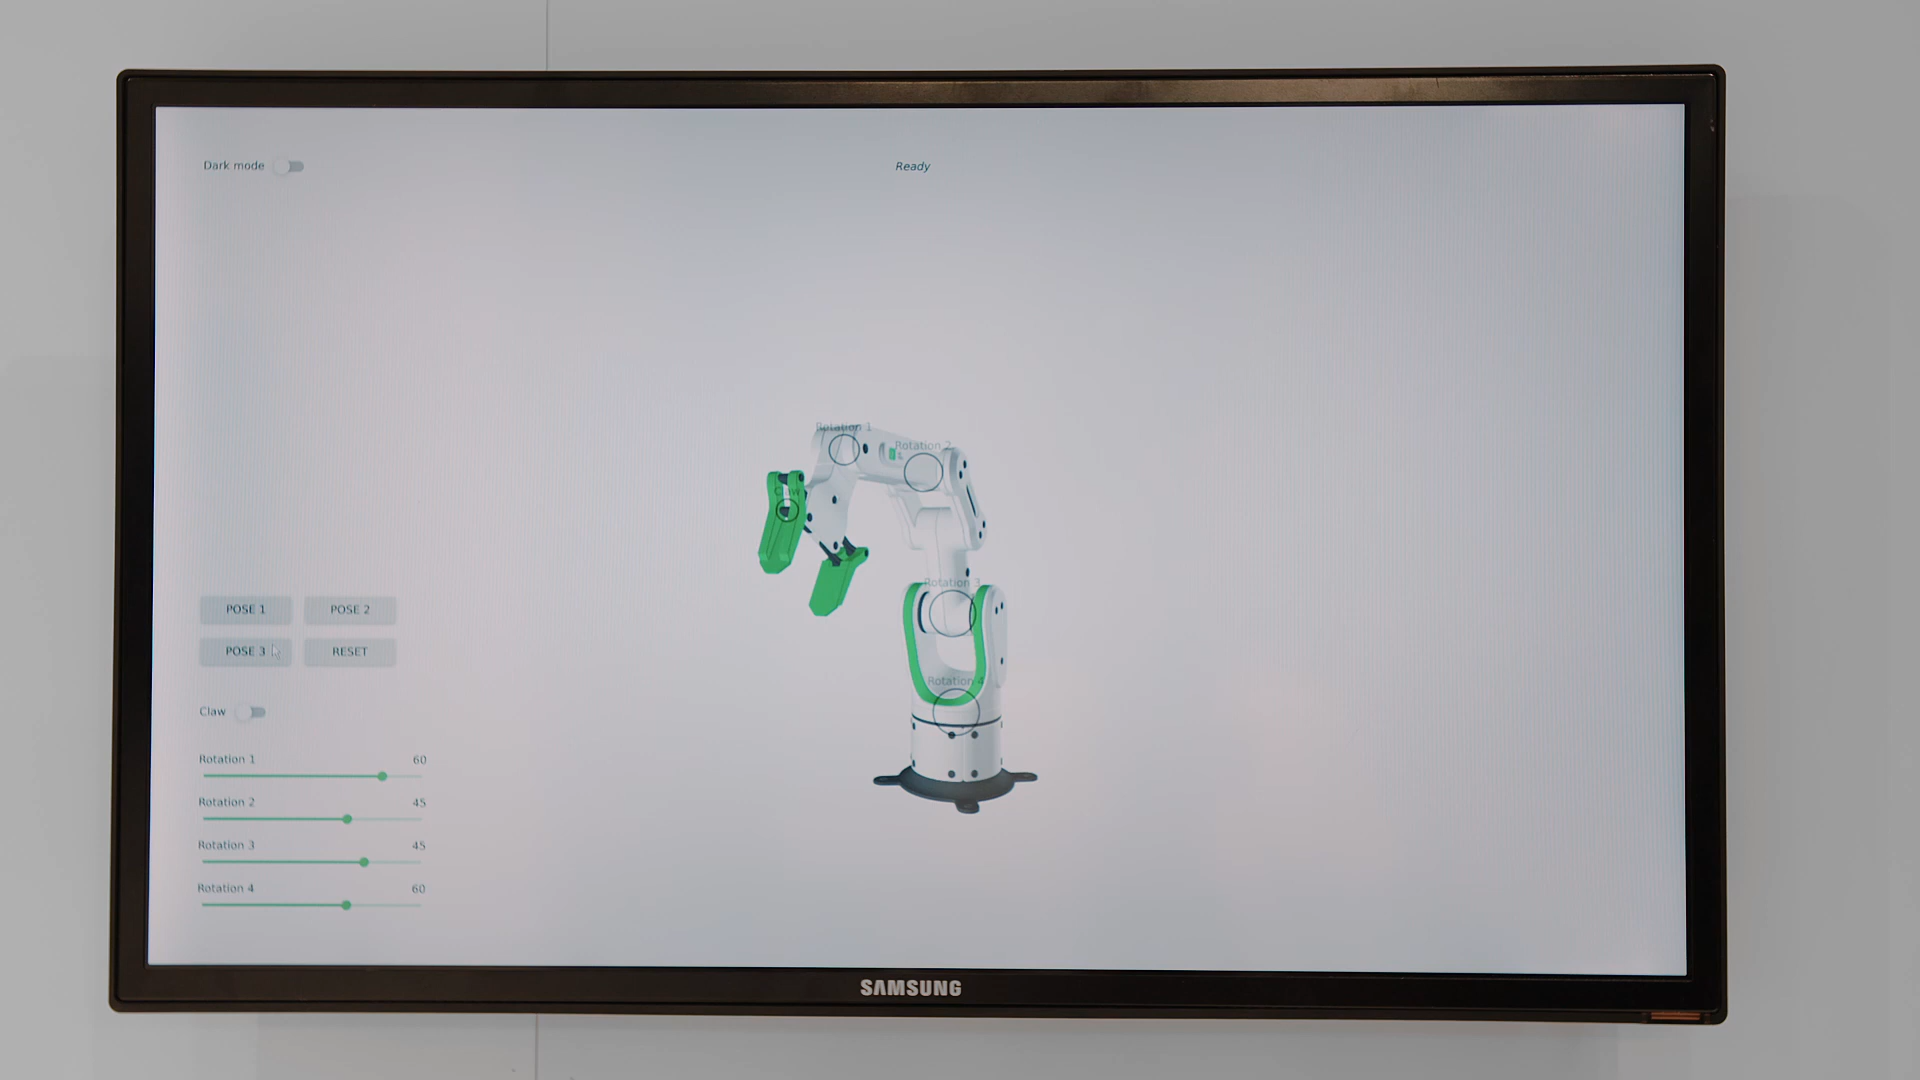 Dark mode
Ready
Rotation 1
Rotation 2
Claw
Rotation 3
Rotation 4
POSE 1
POSE 2
POSE 3
RESET
Claw
Rotation 1 60
Rotation 2 45
Rotation 3 45
Rotation 4 60
SAMSUNG